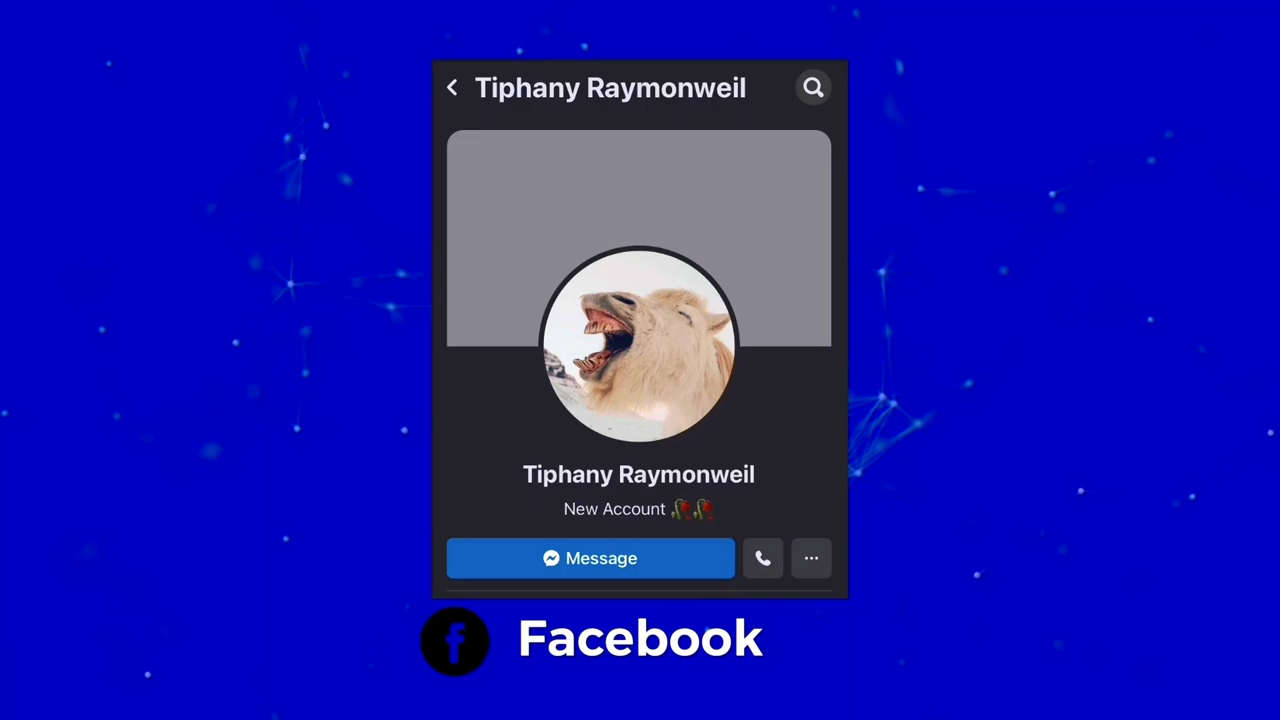 Tiphany Raymonweil
Tiphany Raymonweil
New Account 🥀🥀
Message
Facebook